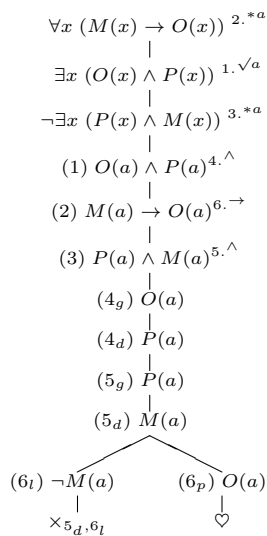 ∀x (M(x) → O(x)) ²·*ᵃ
∃x (O(x) ∧ P(x)) ¹·√ᵃ
¬∃x (P(x) ∧ M(x)) ³·*ᵃ
(1) O(a) ∧ P(a)⁴·^∧
(2) M(a) → O(a)⁶·^→
(3) P(a) ∧ M(a)⁵·^∧
(4g) O(a)
(4d) P(a)
(5g) P(a)
(5d) M(a)
(6l) ¬M(a) (6p) O(a)
×5d,6l ♡